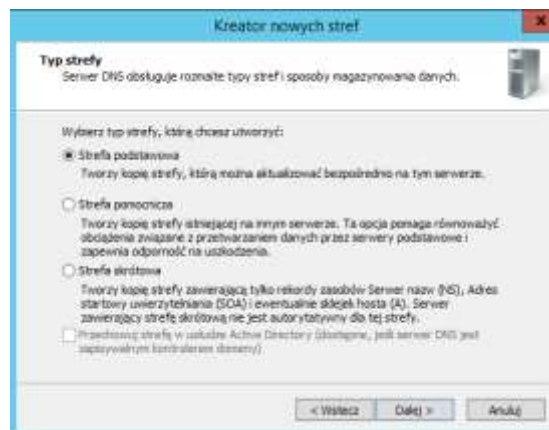 Kreator nowych stref
x
Typ strefy
Serwer DNS obsługuje rozmaite typy stref i sposoby magazynowania danych.
Wybierz typ strefy, którą chcesz utworzyć:
Strefa podstawowa
Tworzy kopię strefy, którą można aktualizować bezpośrednio na tym serwerze.
Strefa pomocnicza
Tworzy kopię strefy istniejącej na innym serwerze. Ta opcja pomaga równoważyć
obciążenia związane z przetwarzaniem danych przez serwery podstawowe i
zapewnia odporność na uszkodzenia.
Strefa skrótowa
Tworzy kopię strefy zawierającą tylko rekordy zasobów Serwer nazw (NS), Adres
startowy uwierzytelniania (SOA) i ewentualnie sklejek hosta (A). Serwer
zawierający strefę skrótową nie jest autorytatywny dla tej strefy.
Przechowuj strefę w usłudze Active Directory (dostępne, jeśli serwer DNS jest
zapisywalnym kontrolerem domeny)
< Wstecz Dalej > Anuluj